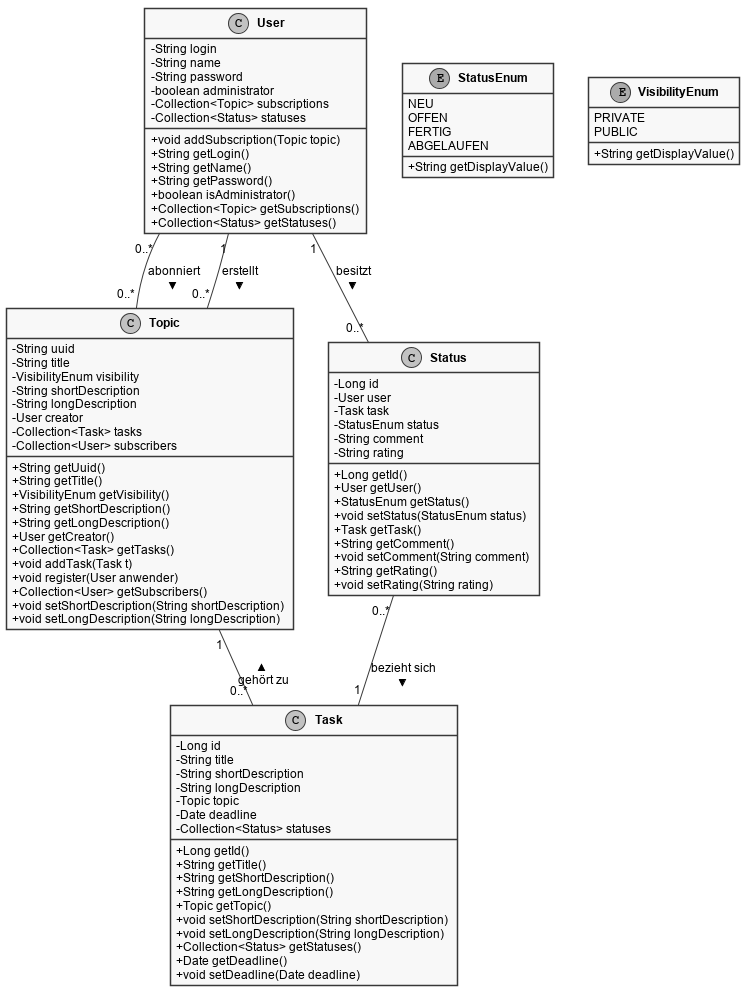 C User
-String login
-String name
-String password
-boolean administrator
-Collection<Topic> subscriptions
-Collection<Status> statuses
+void addSubscription(Topic topic)
+String getLogin()
+String getName()
+String getPassword()
+boolean isAdministrator()
+Collection<Topic> getSubscriptions()
+Collection<Status> getStatuses()
E StatusEnum
NEU
OFFEN
FERTIG
ABGELAUFEN
+String getDisplayValue()
E VisibilityEnum
PRIVATE
PUBLIC
+String getDisplayValue()
0..*
1
1
abonniert
erstellt
besitzt
0..*
0..*
0..*
C Topic
-String uuid
-String title
-VisibilityEnum visibility
-String shortDescription
-String longDescription
-User creator
-Collection<Task> tasks
-Collection<User> subscribers
+String getUuid()
+String getTitle()
+VisibilityEnum getVisibility()
+String getShortDescription()
+String getLongDescription()
+User getCreator()
+Collection<Task> getTasks()
+void addTask(Task t)
+void register(User anwender)
+Collection<User> getSubscribers()
+void setShortDescription(String shortDescription)
+void setLongDescription(String longDescription)
C Status
-Long id
-User user
-Task task
-StatusEnum status
-String comment
-String rating
+Long getId()
+User getUser()
+StatusEnum getStatus()
+void setStatus(StatusEnum status)
+Task getTask()
+String getComment()
+void setComment(String comment)
+String getRating()
+void setRating(String rating)
1
0..*
gehört zu
bezieht sich
0..*
1
C Task
-Long id
-String title
-String shortDescription
-String longDescription
-Topic topic
-Date deadline
-Collection<Status> statuses
+Long getId()
+String getTitle()
+String getShortDescription()
+String getLongDescription()
+Topic getTopic()
+void setShortDescription(String shortDescription)
+void setLongDescription(String longDescription)
+Collection<Status> getStatuses()
+Date getDeadline()
+void setDeadline(Date deadline)